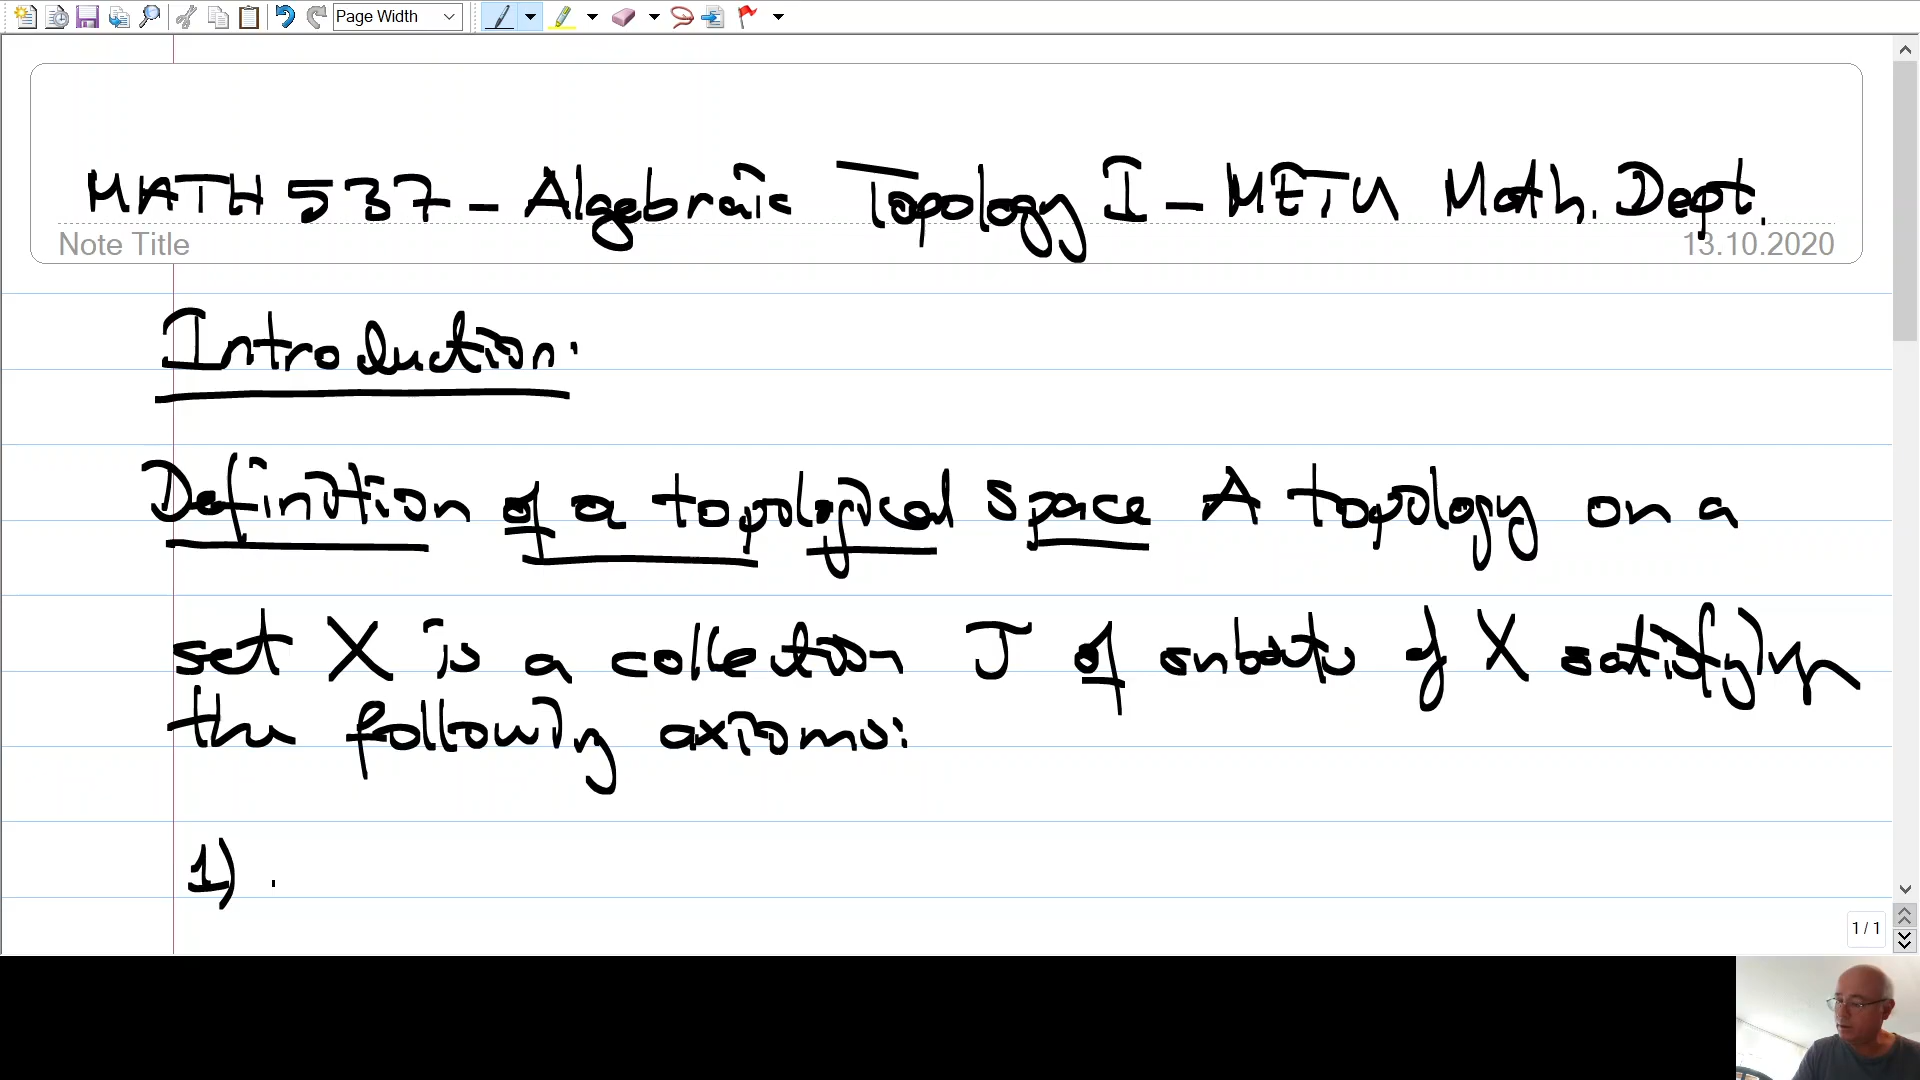 Page Width
MATH 537 - Algebraic Topology I - METU Math. Dept.
Note Title
13.10.2020
Introduction:
Definition of a topological space A topology on a
set X is a collection J of subsets of X satisfying
the following axioms:
1) .
1 / 1